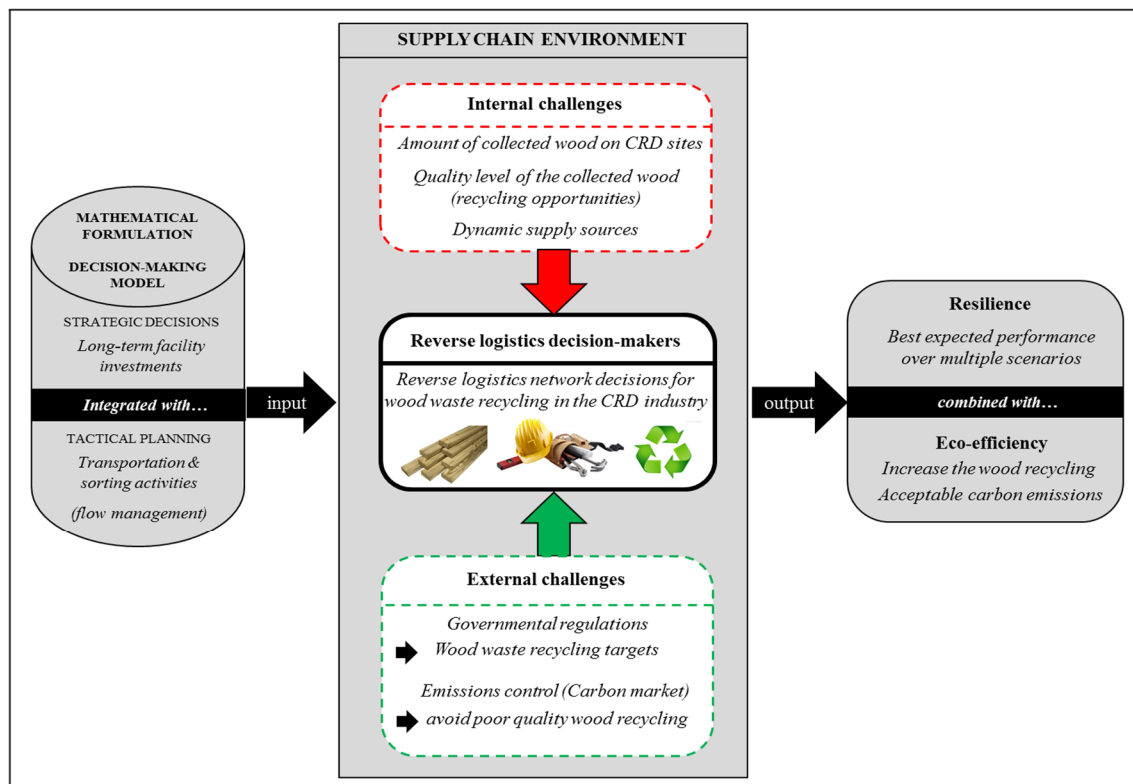 SUPPLY CHAIN ENVIRONMENT
Internal challenges
Amount of collected wood on CRD sites
Quality level of the collected wood
(recycling opportunities)
Dynamic supply sources
MATHEMATICAL
FORMULATION
DECISION-MAKING
MODEL
STRATEGIC DECISIONS
Long-term facility
investments
Integrated with…
TACTICAL PLANNING
Transportation &
sorting activities
(flow management)
input
Reverse logistics decision-makers
Reverse logistics network decisions for
wood waste recycling in the CRD industry
output
Resilience
Best expected performance
over multiple scenarios
combined with…
Eco-efficiency
Increase the wood recycling
Acceptable carbon emissions
External challenges
Governmental regulations
Wood waste recycling targets
Emissions control (Carbon market)
avoid poor quality wood recycling